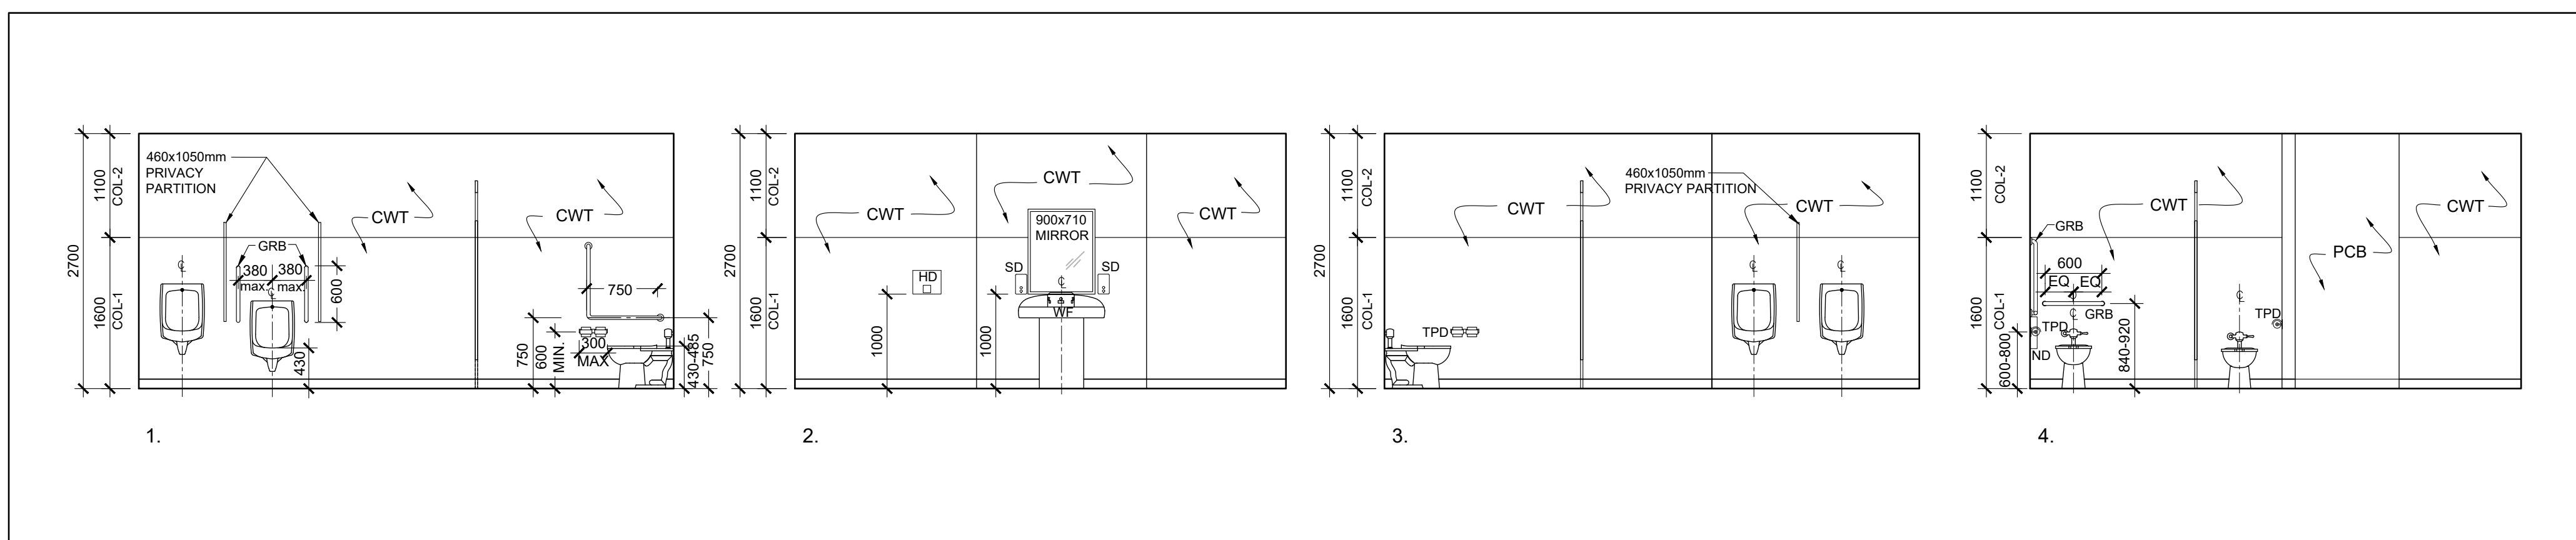 460x1050mm
PRIVACY
PARTITION
2700
1100
COL-2
1600
COL-1
CWT
CWT
GRB
380
max.
380
max.
600
430
℄
℄
750
750
600
MIN.
300
MAX
430-485
750
1.
2700
1100
COL-2
1600
COL-1
CWT
CWT
CWT
900x710
MIRROR
HD
SD
SD
℄
WF
1000
1000
2.
2700
1100
COL-2
1600
COL-1
CWT
460x1050mm
PRIVACY PARTITION
CWT
℄
℄
TPD
3.
1100
COL-2
1600
COL-1
CWT
CWT
PCB
GRB
600
EQ
EQ
℄
℄
GRB
TPD
TPD
ND
600-800
840-920
℄
4.